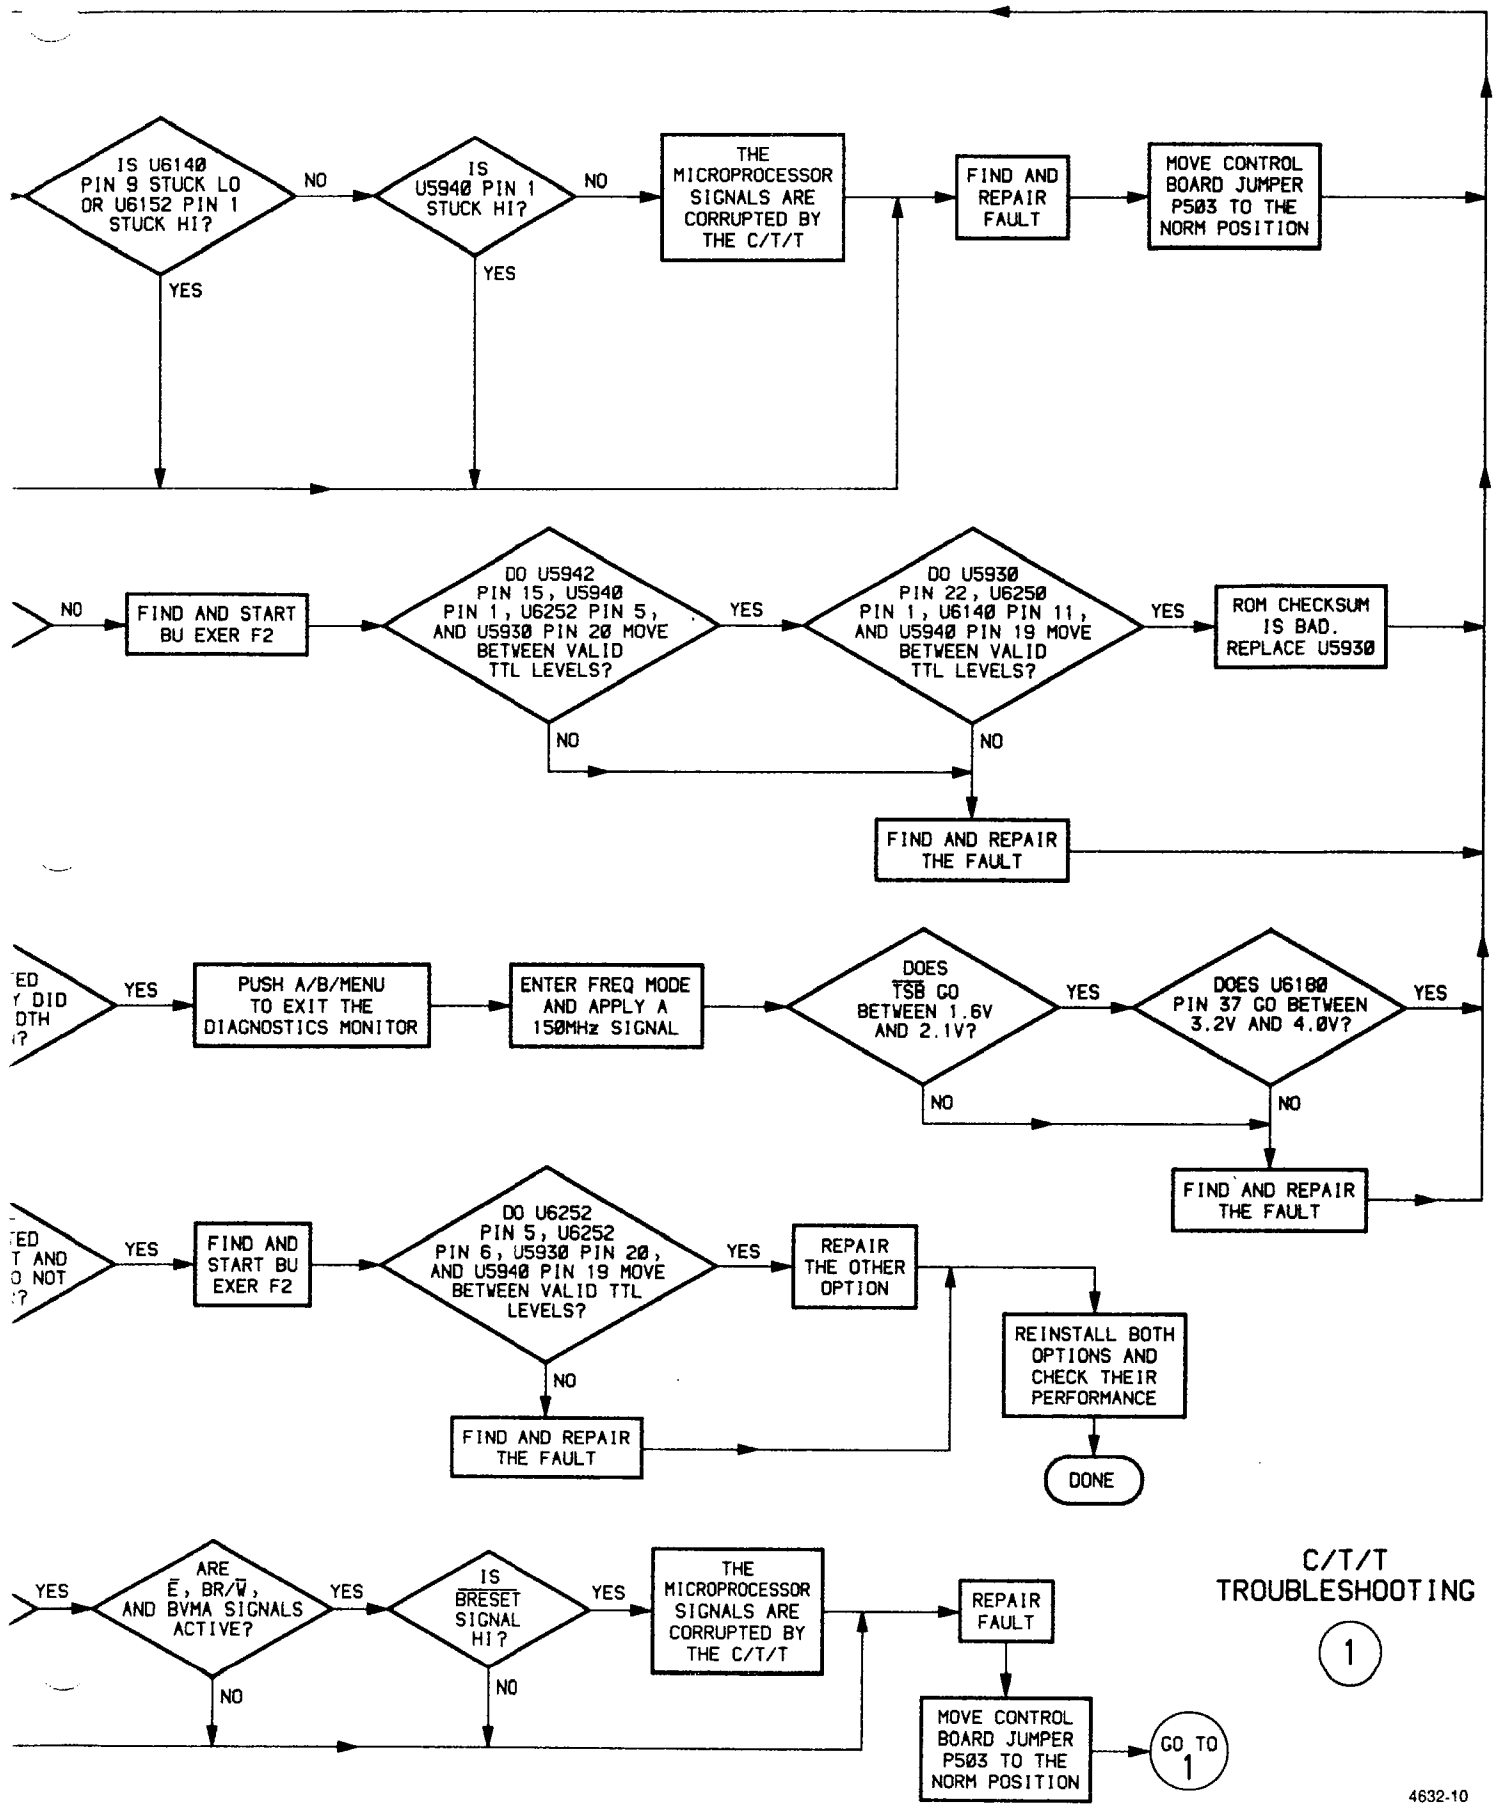 IS U6140
PIN 9 STUCK LO
OR U6152 PIN 1
STUCK HI?
NO
YES
IS
U5940 PIN 1
STUCK HI?
NO
YES
THE
MICROPROCESSOR
SIGNALS ARE
CORRUPTED BY
THE C/T/T
FIND AND
REPAIR
FAULT
MOVE CONTROL
BOARD JUMPER
P503 TO THE
NORM POSITION
NO
FIND AND START
BU EXER F2
DO U5942
PIN 15, U5940
PIN 1, U6252 PIN 5,
AND U5930 PIN 20 MOVE
BETWEEN VALID
TTL LEVELS?
YES
NO
DO U5930
PIN 22, U6250
PIN 1, U6140 PIN 11,
AND U5940 PIN 19 MOVE
BETWEEN VALID
TTL LEVELS?
YES
NO
ROM CHECKSUM
IS BAD.
REPLACE U5930
FIND AND REPAIR
THE FAULT
ED
Y DID
DTH
?
YES
PUSH A/B/MENU
TO EXIT THE
DIAGNOSTICS MONITOR
ENTER FREQ MODE
AND APPLY A
150MHz SIGNAL
DOES
T̅S̅B̅ GO
BETWEEN 1.6V
AND 2.1V?
YES
NO
DOES U6180
PIN 37 GO BETWEEN
3.2V AND 4.0V?
YES
NO
FIND AND REPAIR
THE FAULT
TED
T AND
O NOT
?
YES
FIND AND
START BU
EXER F2
DO U6252
PIN 5, U6252
PIN 6, U5930 PIN 20,
AND U5940 PIN 19 MOVE
BETWEEN VALID TTL
LEVELS?
YES
NO
REPAIR
THE OTHER
OPTION
FIND AND REPAIR
THE FAULT
REINSTALL BOTH
OPTIONS AND
CHECK THEIR
PERFORMANCE
DONE
YES
ARE
E̅, BR/W̅,
AND BVMA SIGNALS
ACTIVE?
YES
NO
IS
B̅R̅E̅S̅E̅T̅
SIGNAL
HI?
YES
NO
THE
MICROPROCESSOR
SIGNALS ARE
CORRUPTED BY
THE C/T/T
REPAIR
FAULT
MOVE CONTROL
BOARD JUMPER
P503 TO THE
NORM POSITION
GO TO
1
C/T/T
TROUBLESHOOTING
1
4632-10